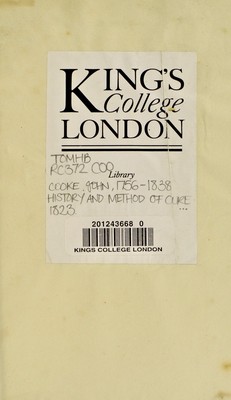 KING'S
College
LONDON
TOMHB
RC372 COO
Library
COOKE, JOHN, 1756-1838
HISTORY AND METHOD OF CURE
1823 ...
201243668 0
KINGS COLLEGE LONDON